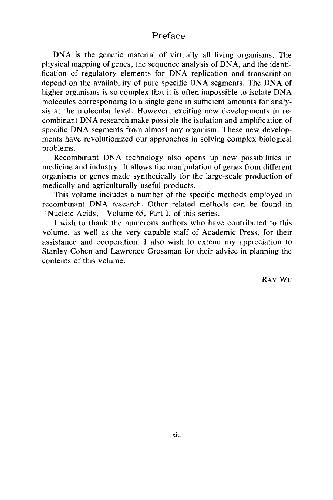 Preface
DNA is the genetic material of virtually all living organisms. The
physical mapping of genes, the sequence analysis of DNA, and the identi-
fication of regulatory elements for DNA replication and transcription
depend on the availability of pure specific DNA segments. The DNA of
higher organisms is so complex that it is often impossible to isolate DNA
molecules corresponding to a single gene in sufficient amounts for analy-
sis at the molecular level. However, exciting new developments in re-
combinant DNA research make possible the isolation and amplification of
specific DNA segments from almost any organism. These new develop-
ments have revolutionized our approaches in solving complex biological
problems.
Recombinant DNA technology also opens up new possibilities in
medicine and industry. It allows the manipulation of genes from different
organisms or genes made synthetically for the large-scale production of
medically and agriculturally useful products.
This volume includes a number of the specific methods employed in
recombinant DNA research. Other related methods can be found in
"Nucleic Acids," Volume 65, Part I, of this series.
I wish to thank the numerous authors who have contributed to this
volume, as well as the very capable staff of Academic Press, for their
assistance and cooperation. I also wish to extend my appreciation to
Stanley Cohen and Lawrence Grossman for their advice in planning the
contents of this volume.
RAY WU